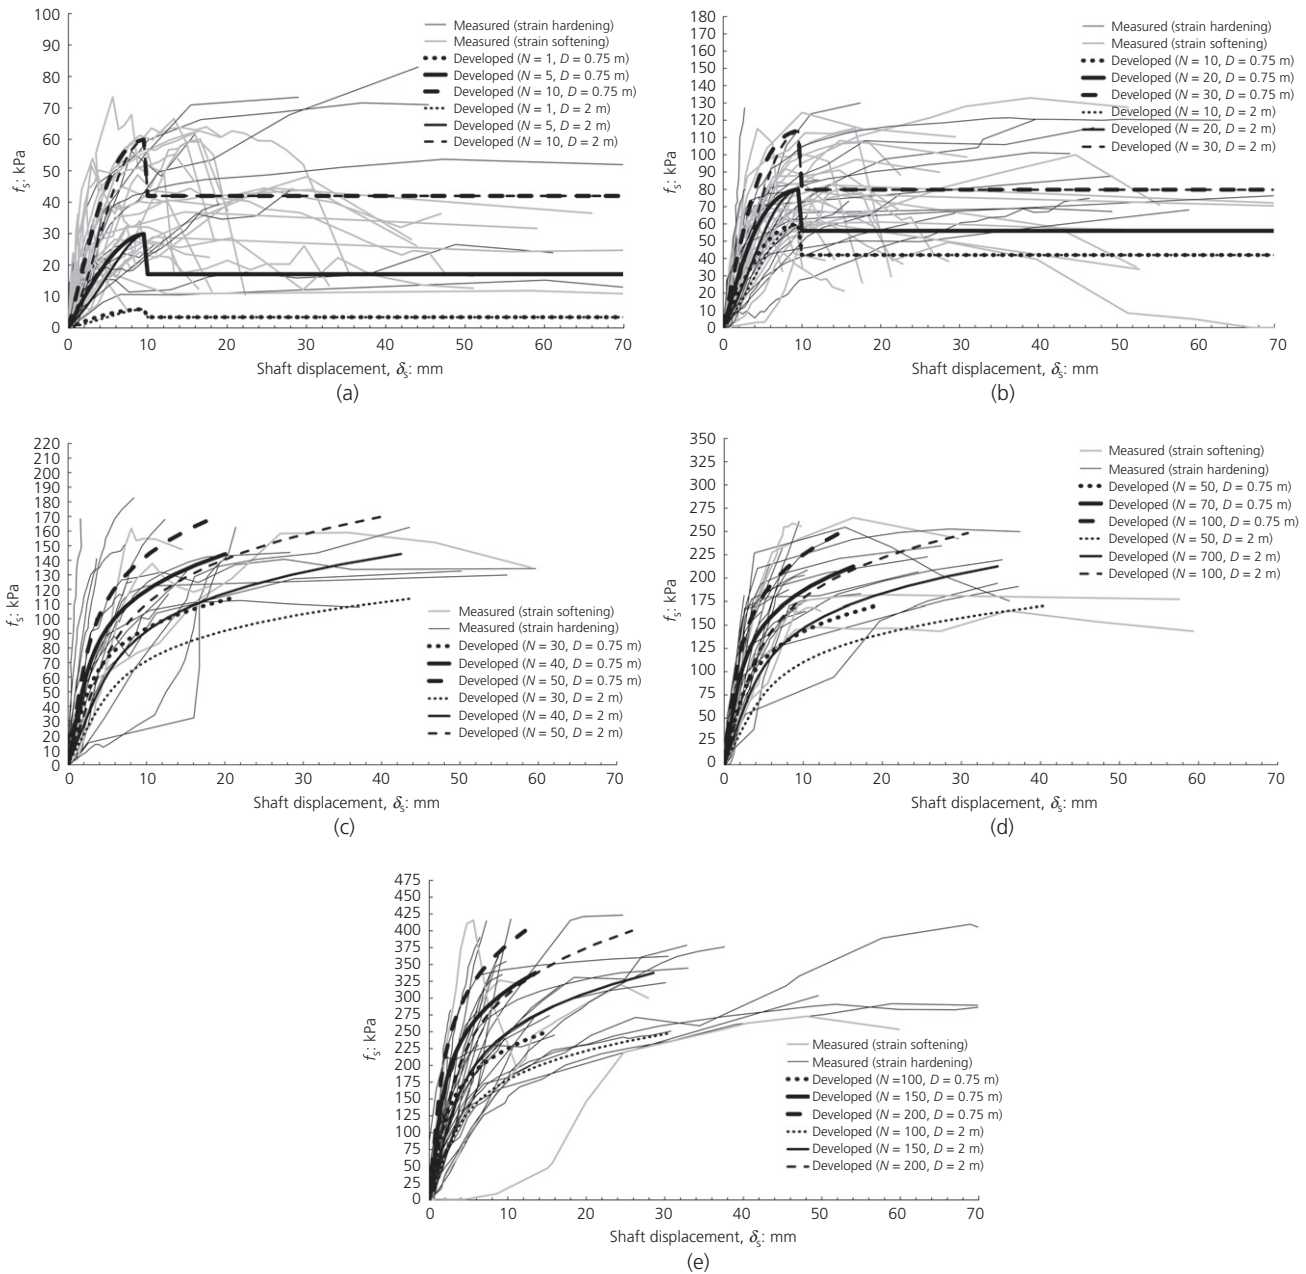 100
90
80
70
60
50
40
30
20
10
0
fs: kPa
Measured (strain hardening)
Measured (strain softening)
Developed (N = 1, D = 0.75 m)
Developed (N = 5, D = 0.75 m)
Developed (N = 10, D = 0.75 m)
Developed (N = 1, D = 2 m)
Developed (N = 5, D = 2 m)
Developed (N = 10, D = 2 m)
0 10 20 30 40 50 60 70
Shaft displacement, δs: mm
(a)
180
170
160
150
140
130
120
110
100
90
80
70
60
50
40
30
20
10
0
fs: kPa
Measured (strain hardening)
Measured (strain softening)
Developed (N = 10, D = 0.75 m)
Developed (N = 20, D = 0.75 m)
Developed (N = 30, D = 0.75 m)
Developed (N = 10, D = 2 m)
Developed (N = 20, D = 2 m)
Developed (N = 30, D = 2 m)
0 10 20 30 40 50 60 70
Shaft displacement, δs: mm
(b)
220
210
200
190
180
170
160
150
140
130
120
110
100
90
80
70
60
50
40
30
20
10
0
fs: kPa
Measured (strain softening)
Measured (strain hardening)
Developed (N = 30, D = 0.75 m)
Developed (N = 40, D = 0.75 m)
Developed (N = 50, D = 0.75 m)
Developed (N = 30, D = 2 m)
Developed (N = 40, D = 2 m)
Developed (N = 50, D = 2 m)
0 10 20 30 40 50 60 70
Shaft displacement, δs: mm
(c)
350
325
300
275
250
225
200
175
150
125
100
75
50
25
0
fs: kPa
Measured (strain softening)
Measured (strain hardening)
Developed (N = 50, D = 0.75 m)
Developed (N = 70, D = 0.75 m)
Developed (N = 100, D = 0.75 m)
Developed (N = 50, D = 2 m)
Developed (N = 700, D = 2 m)
Developed (N = 100, D = 2 m)
0 10 20 30 40 50 60 70
Shaft displacement, δs: mm
(d)
475
450
425
400
375
350
325
300
275
250
225
200
175
150
125
100
75
50
25
0
fs: kPa
Measured (strain softening)
Measured (strain hardening)
Developed (N =100, D = 0.75 m)
Developed (N = 150, D = 0.75 m)
Developed (N = 200, D = 0.75 m)
Developed (N = 100, D = 2 m)
Developed (N = 150, D = 2 m)
Developed (N = 200, D = 2 m)
0 10 20 30 40 50 60 70
Shaft displacement, δs: mm
(e)